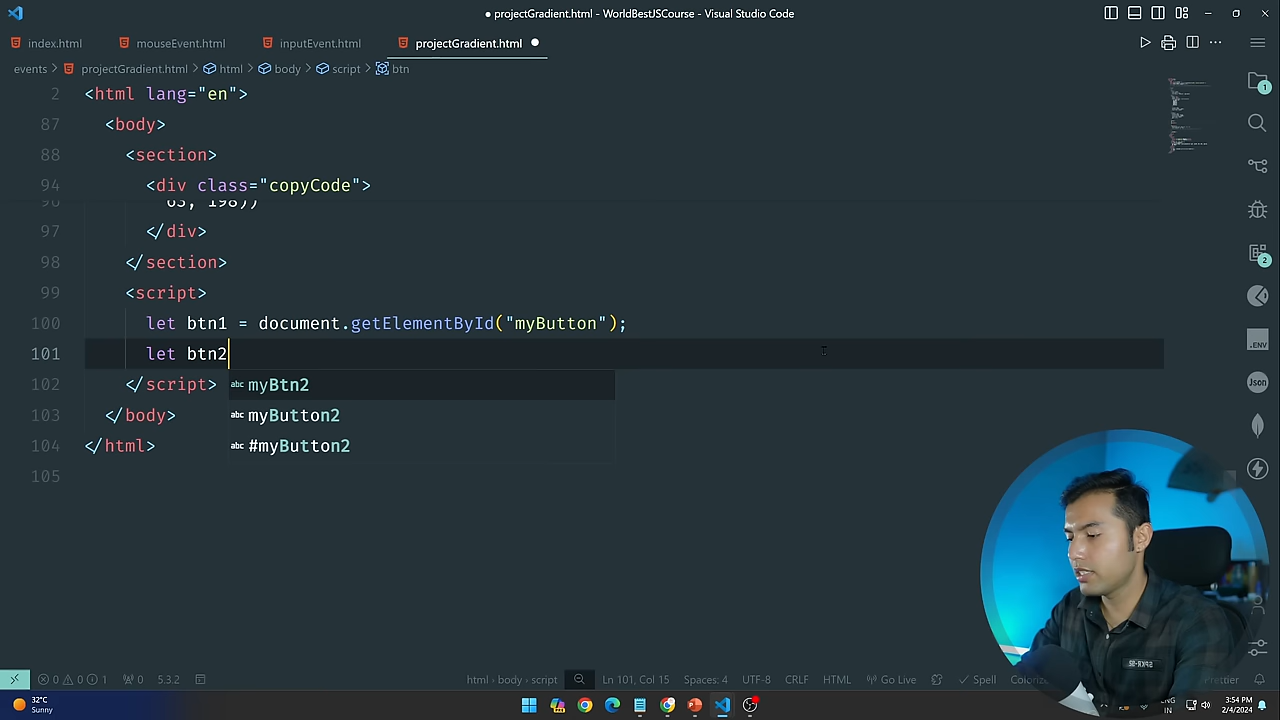 projectGradient.html - WorldBestJSCourse - Visual Studio Code
index.html mouseEvent.html inputEvent.html projectGradient.html
events > projectGradient.html > html > body > script > btn
2 <html lang="en">
87 <body>
88 <section>
94 <div class="copyCode">
96 63, 198))
97 </div>
98 </section>
99 <script>
100 let btn1 = document.getElementById("myButton");
101 let btn2
102 </script> abc myBtn2
103 </body> abc myButton2
104 </html> abc #myButton2
105
1
2
.ENV
Json
0 0 1 0 5.3.2 html › body › script Ln 101, Col 15 Spaces: 4 UTF-8 CRLF HTML Go Live Spell
32°C
Sunny
ENG
IN
3:54 PM
2/4/2024